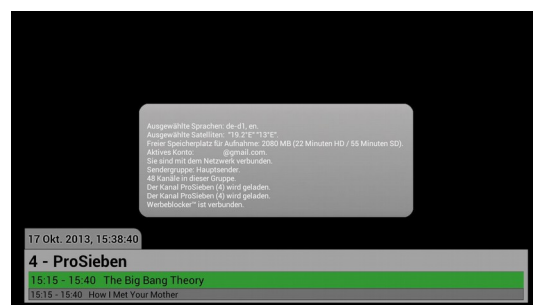 Ausgewählte Sprachen: de-d1, en.
Ausgewählte Satelliten: "19.2°E" "13°E".
Freier Speicherplatz für Aufnahme: 2080 MB (22 Minuten HD / 55 Minuten SD).
Aktives Konto: @gmail.com.
Sie sind mit dem Netzwerk verbunden.
Sendergruppe: Hauptsender.
48 Kanäle in dieser Gruppe.
Der Kanal ProSieben (4) wird geladen.
Der Kanal ProSieben (4) wird geladen.
Werbeblocker™ ist verbunden.
17 Okt. 2013, 15:38:40
4 - ProSieben
15:15 - 15:40 The Big Bang Theory
15:15 - 15:40 How I Met Your Mother